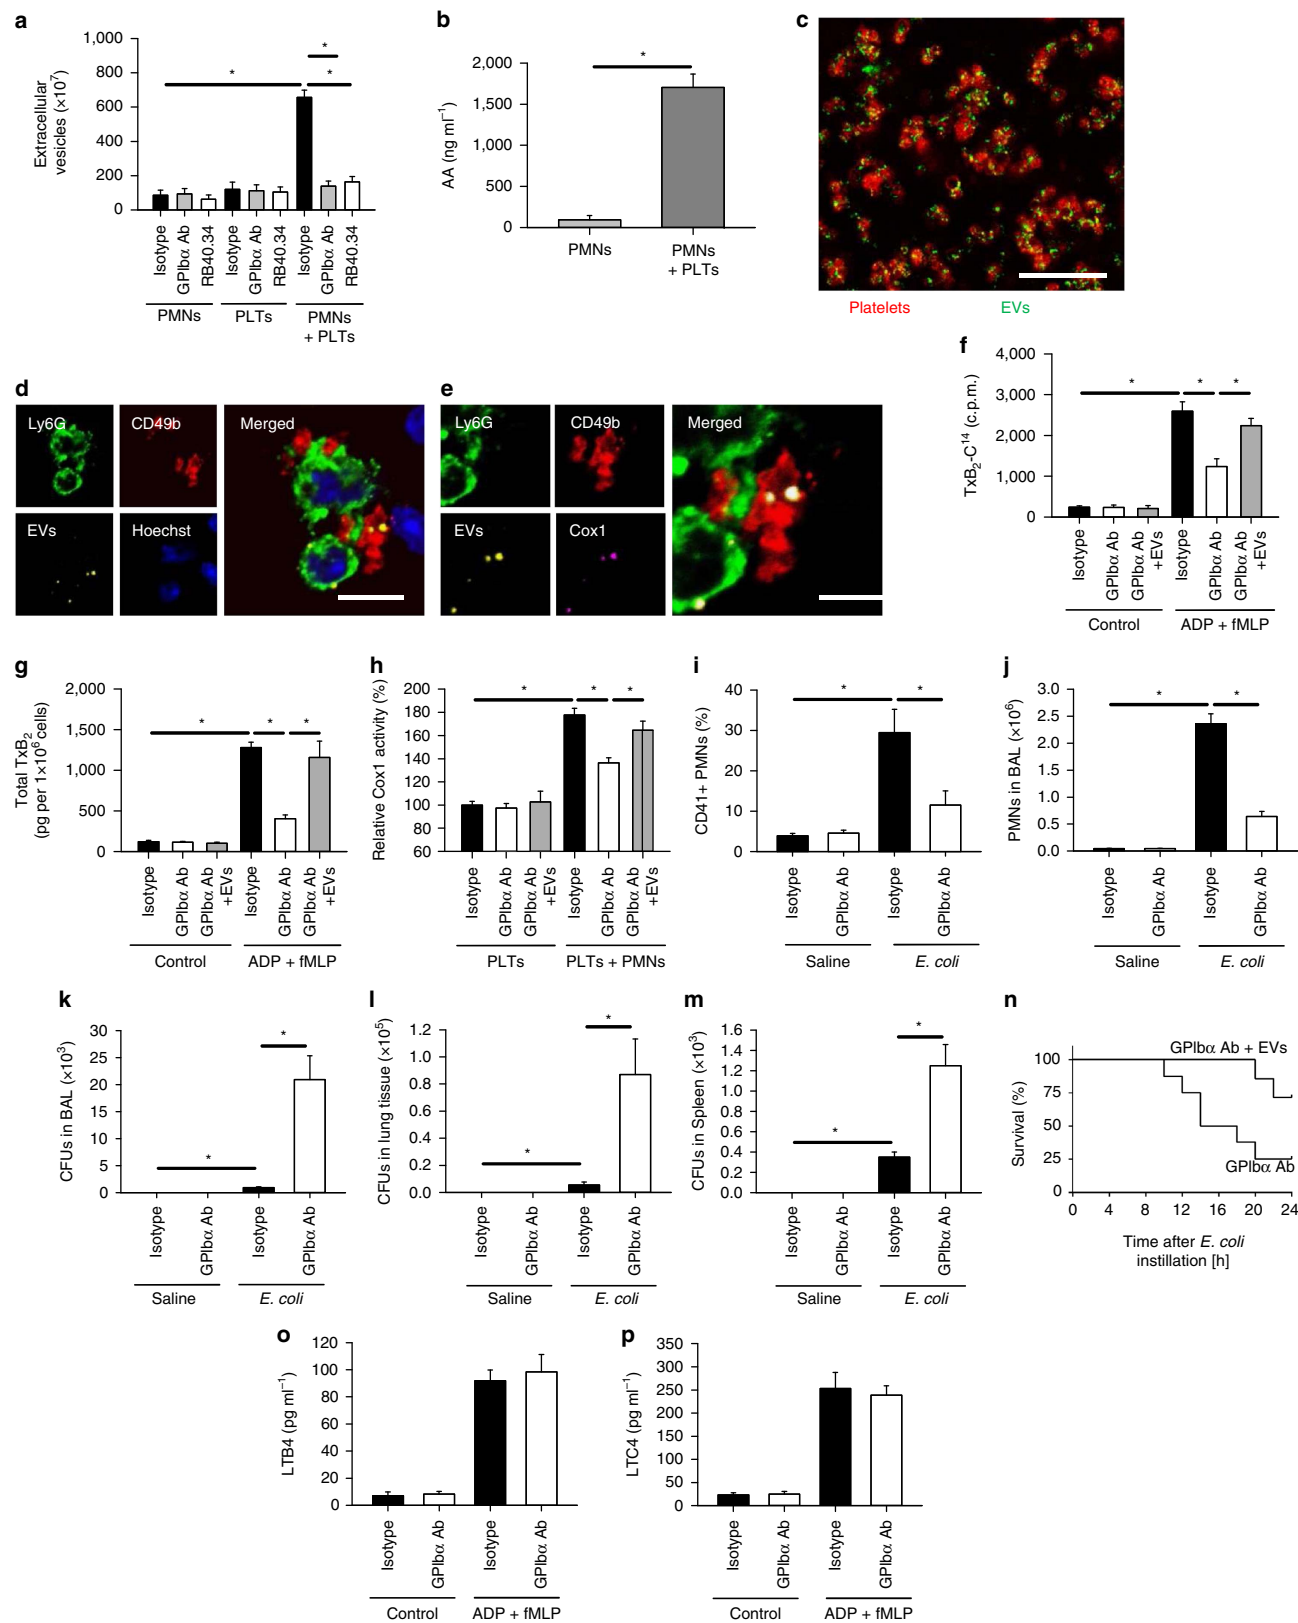 a
Extracellular
vesicles (×10⁷)
1,000
800
600
400
200
0
*
*
*
Isotype
GPIbα Ab
RB40.34
Isotype
GPIbα Ab
RB40.34
Isotype
GPIbα Ab
RB40.34
PMNs
PLTs
PMNs
+ PLTs
b
AA (ng ml⁻¹)
2,000
1,500
1,000
500
0
*
PMNs
PMNs
+ PLTs
c
Platelets
EVs
d
Ly6G
CD49b
Merged
EVs
Hoechst
e
Ly6G
CD49b
Merged
EVs
Cox1
f
TxB₂-C¹⁴ (c.p.m.)
4,000
3,000
2,000
1,000
0
*
*
*
Isotype
GPIbα Ab
GPIbα Ab
+EVs
Isotype
GPIbα Ab
GPIbα Ab
+EVs
Control
ADP + fMLP
g
Total TxB₂
(pg per 1×10⁶ cells)
2,000
1,500
1,000
500
0
*
*
*
Isotype
GPIbα Ab
GPIbα Ab
+EVs
Isotype
GPIbα Ab
GPIbα Ab
+EVs
Control
ADP + fMLP
h
Relative Cox1 activity (%)
200
180
160
140
120
100
80
60
*
*
*
Isotype
GPIbα Ab
GPIbα Ab
+EVs
Isotype
GPIbα Ab
GPIbα Ab
+EVs
PLTs
PLTs + PMNs
i
CD41+ PMNs (%)
40
30
20
10
0
*
*
Isotype
GPIbα Ab
Isotype
GPIbα Ab
Saline
E. coli
j
PMNs in BAL (×10⁶)
3.0
2.5
2.0
1.5
1.0
0.5
0.0
*
*
Isotype
GPIbα Ab
Isotype
GPIbα Ab
Saline
E. coli
k
CFUs in BAL (×10³)
30
25
20
15
10
5
0
*
*
Isotype
GPIbα Ab
Isotype
GPIbα Ab
Saline
E. coli
l
CFUs in lung tissue (×10⁵)
1.2
1.0
0.8
0.6
0.4
0.2
0.0
*
*
Isotype
GPIbα Ab
Isotype
GPIbα Ab
Saline
E. coli
m
CFUs in Spleen (×10³)
1.6
1.4
1.2
1.0
0.8
0.6
0.4
0.2
0.0
*
*
Isotype
GPIbα Ab
Isotype
GPIbα Ab
Saline
E. coli
n
Survival (%)
100
75
50
25
0
GPIbα Ab + EVs
GPIbα Ab
0 4 8 12 16 20 24
Time after E. coli
instillation [h]
o
LTB4 (pg ml⁻¹)
120
100
80
60
40
20
0
Isotype
GPIbα Ab
Isotype
GPIbα Ab
Control
ADP + fMLP
p
LTC4 (pg ml⁻¹)
350
300
250
200
150
100
50
0
Isotype
GPIbα Ab
Isotype
GPIbα Ab
Control
ADP + fMLP